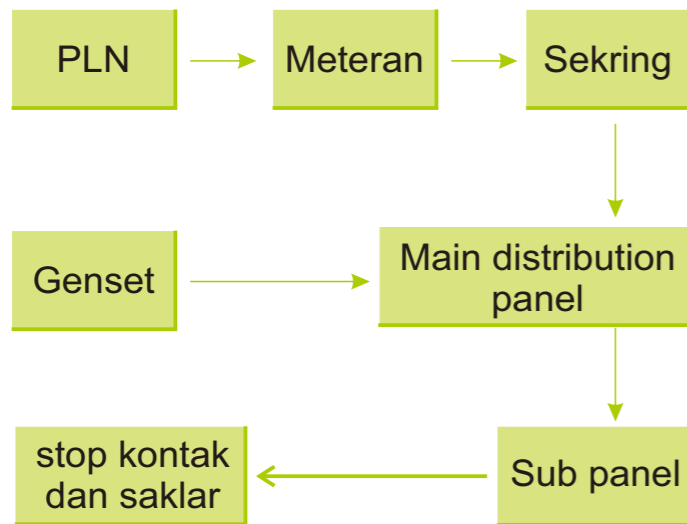 PLN
Meteran
Sekring
Genset
Main distribution
panel
stop kontak
dan saklar
Sub panel